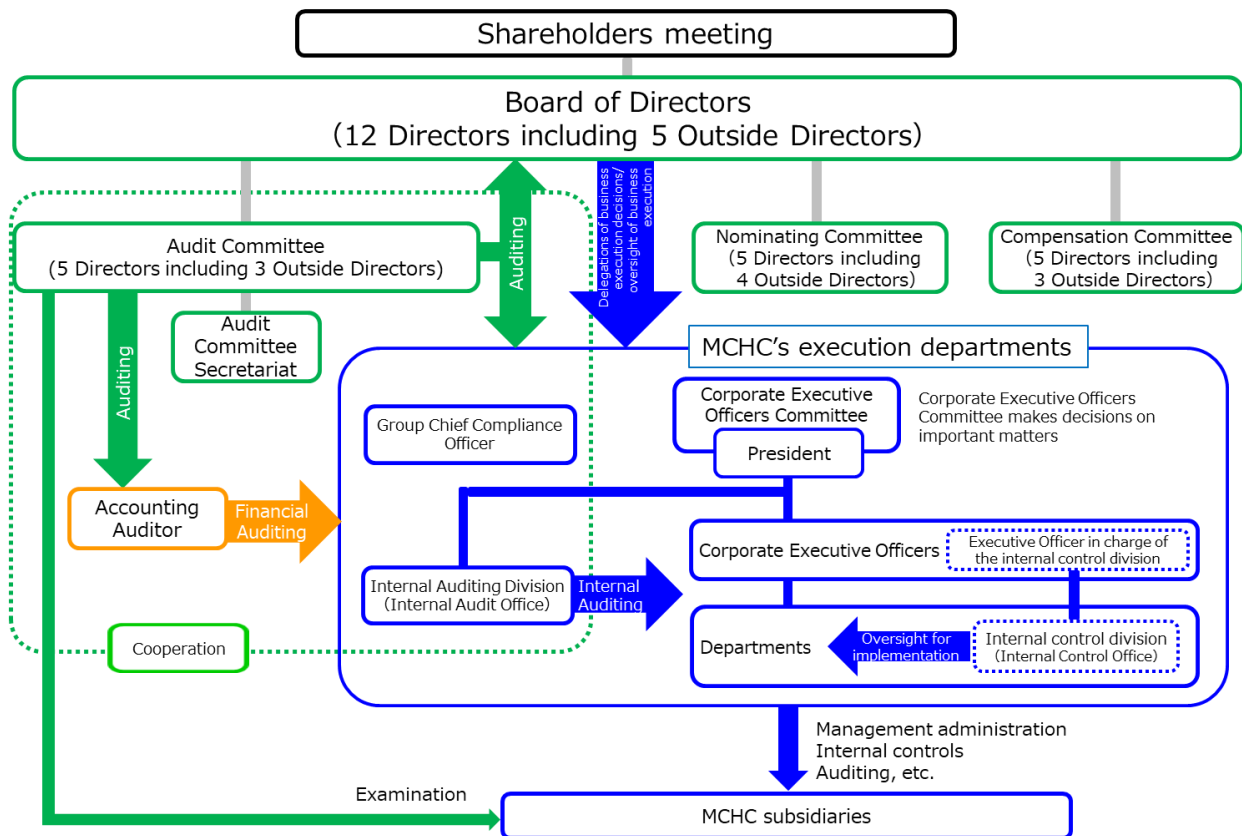 Shareholders meeting
Board of Directors
(12 Directors including 5 Outside Directors)
Auditing
Delegations of business
execution decisions/
oversight of business
execution
Audit Committee
(5 Directors including 3 Outside Directors)
Nominating Committee
(5 Directors including
4 Outside Directors)
Compensation Committee
(5 Directors including
3 Outside Directors)
Auditing
Audit
Committee
Secretariat
MCHC's execution departments
Group Chief Compliance
Officer
Corporate Executive
Officers Committee
President
Corporate Executive Officers
Committee makes decisions on
important matters
Accounting
Auditor
Financial
Auditing
Corporate Executive Officers
Executive Officer in charge of
the internal control division
Internal Auditing Division
(Internal Audit Office)
Internal
Auditing
Departments
Oversight for
implementation
Internal control division
(Internal Control Office)
Cooperation
Management administration
Internal controls
Auditing, etc.
Examination
MCHC subsidiaries